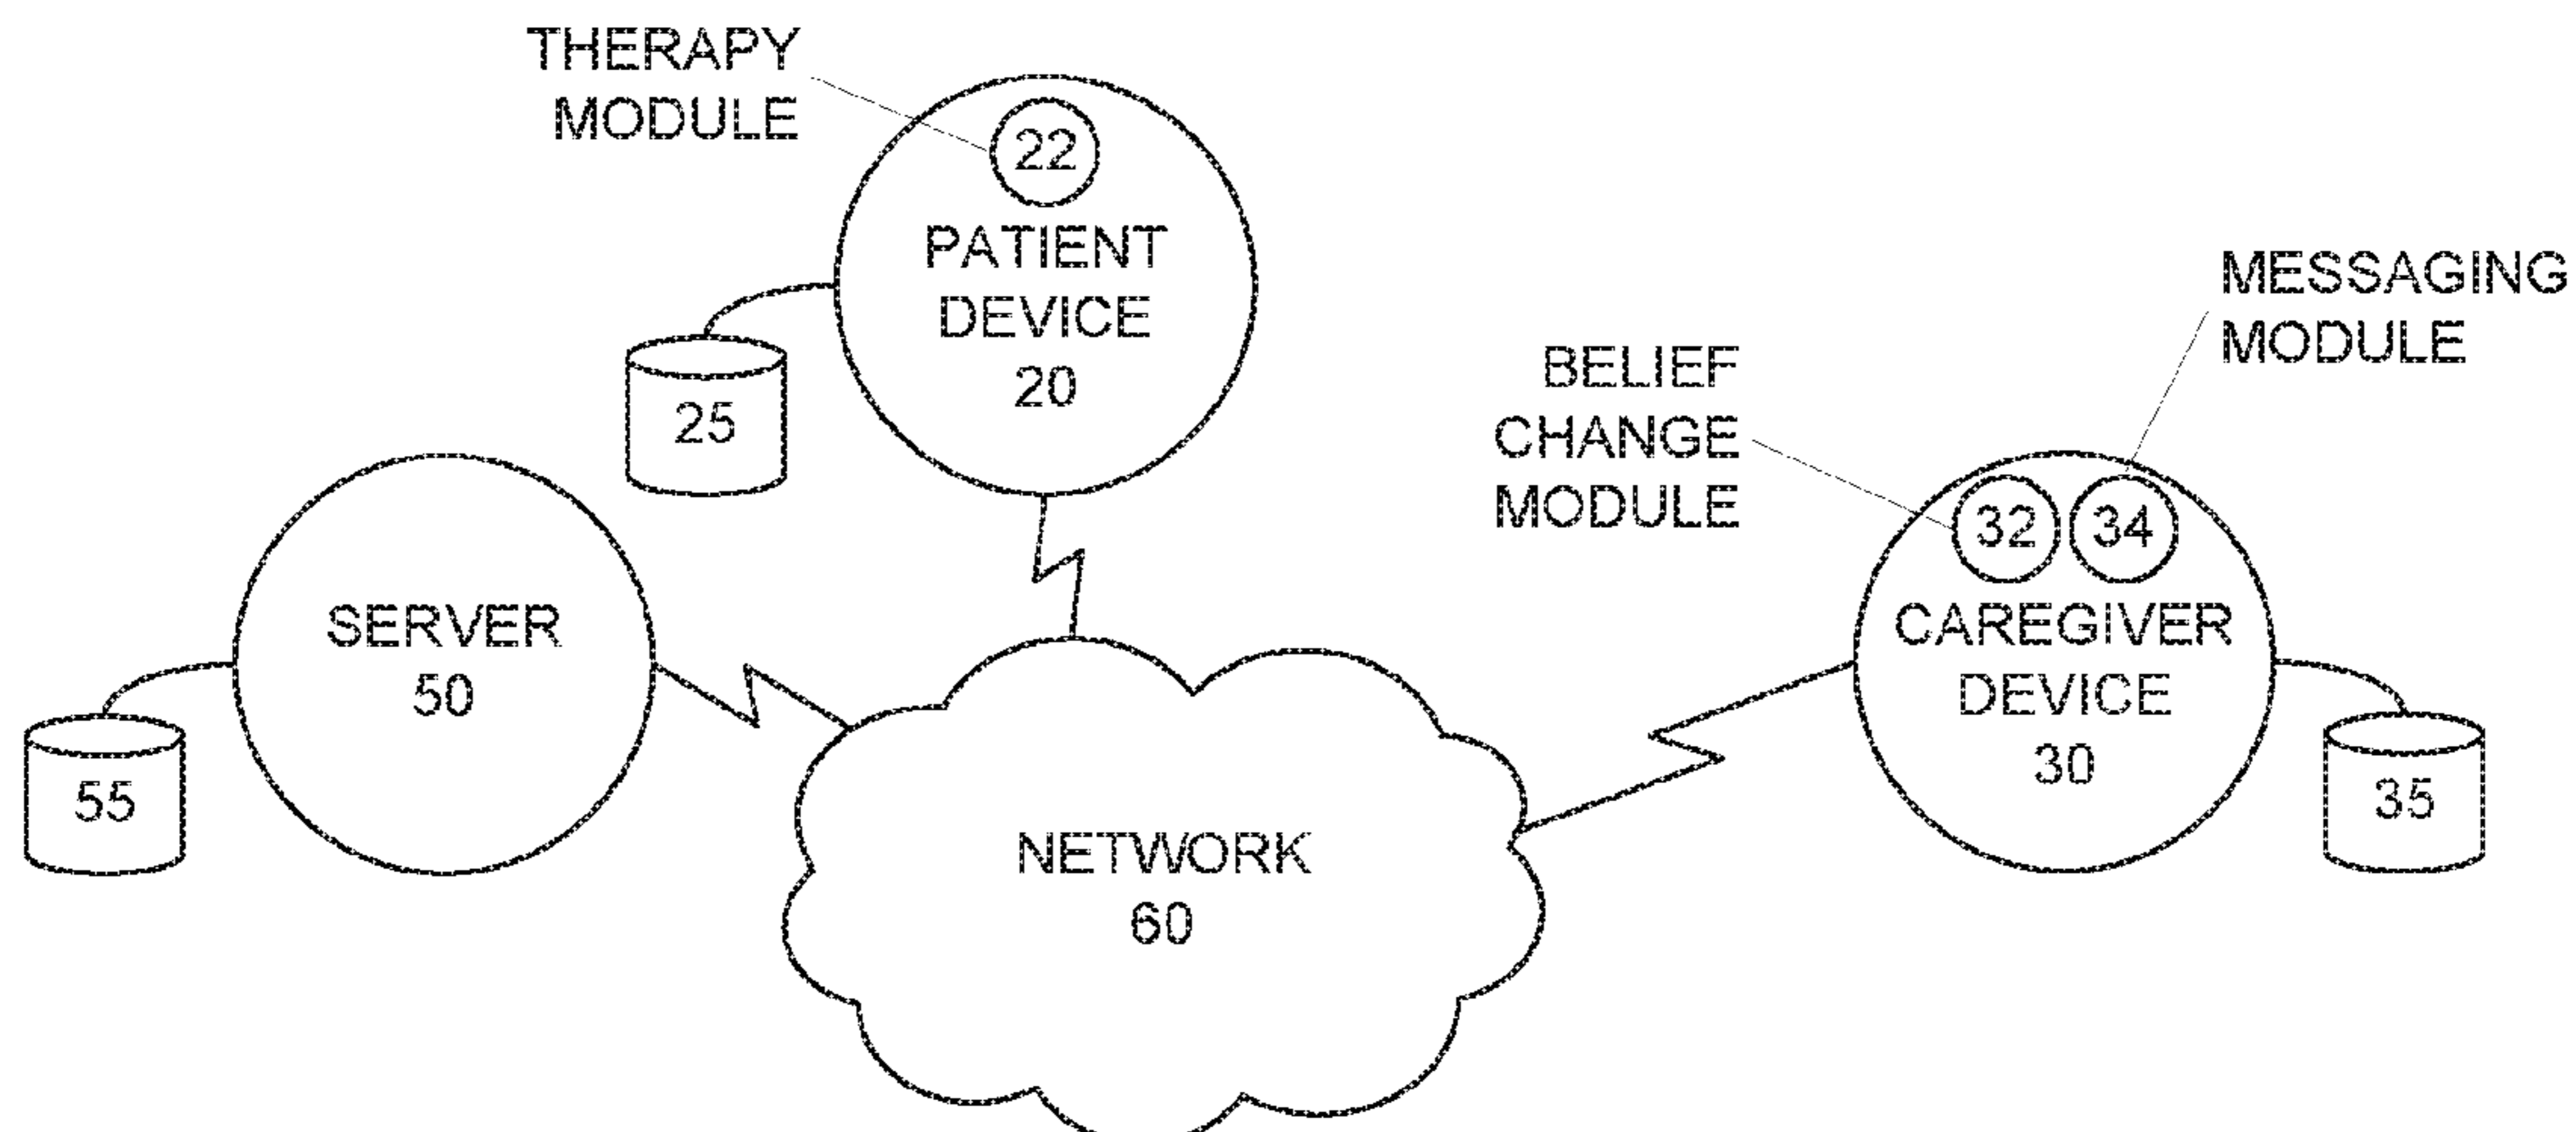 THERAPY
MODULE
22
PATIENT
DEVICE
20
25
MESSAGING
MODULE
BELIEF
CHANGE
MODULE
32 34
CAREGIVER
DEVICE
30
35
SERVER
50
55
NETWORK
60